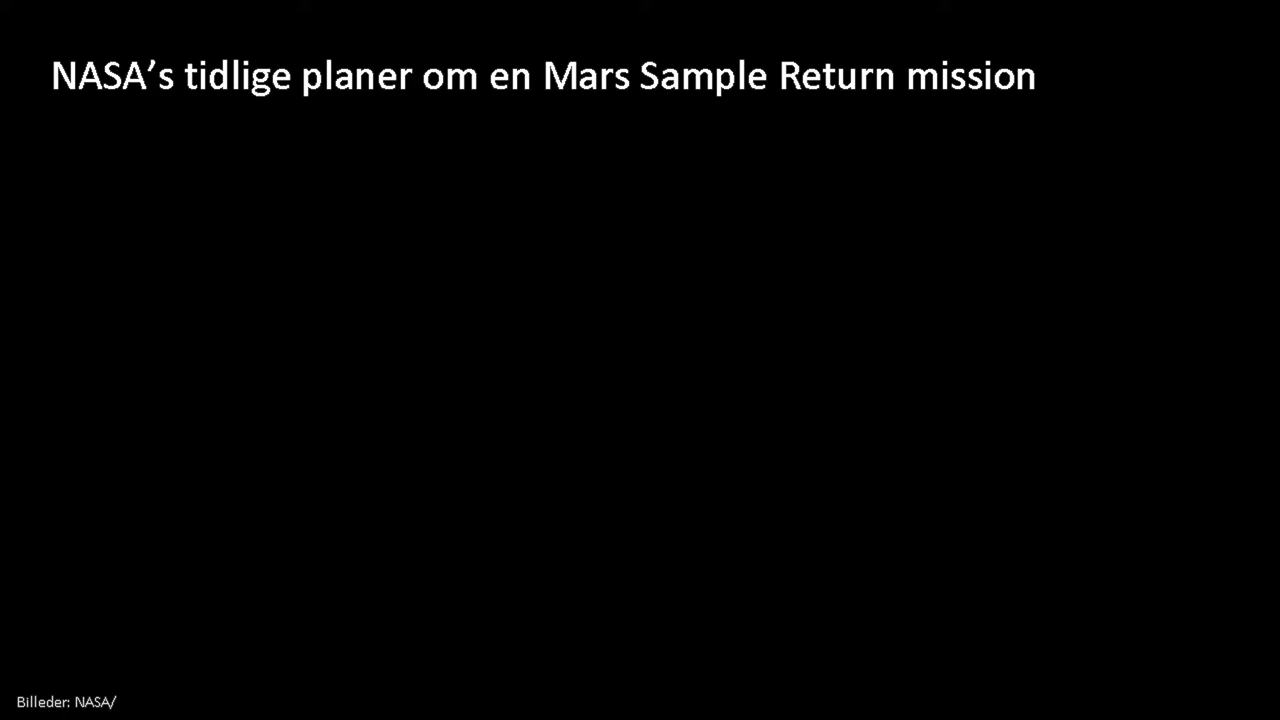 NASA’s tidlige planer om en Mars Sample Return mission
Billeder: NASA/